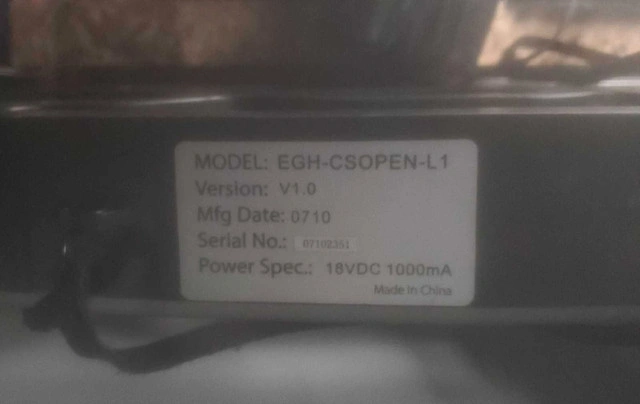 MODEL: EGH-CSOPEN-L1
Version: V1.0
Mfg Date: 0710
Serial No.: 07102351
Power Spec.: 18VDC 1000mA
Made In China